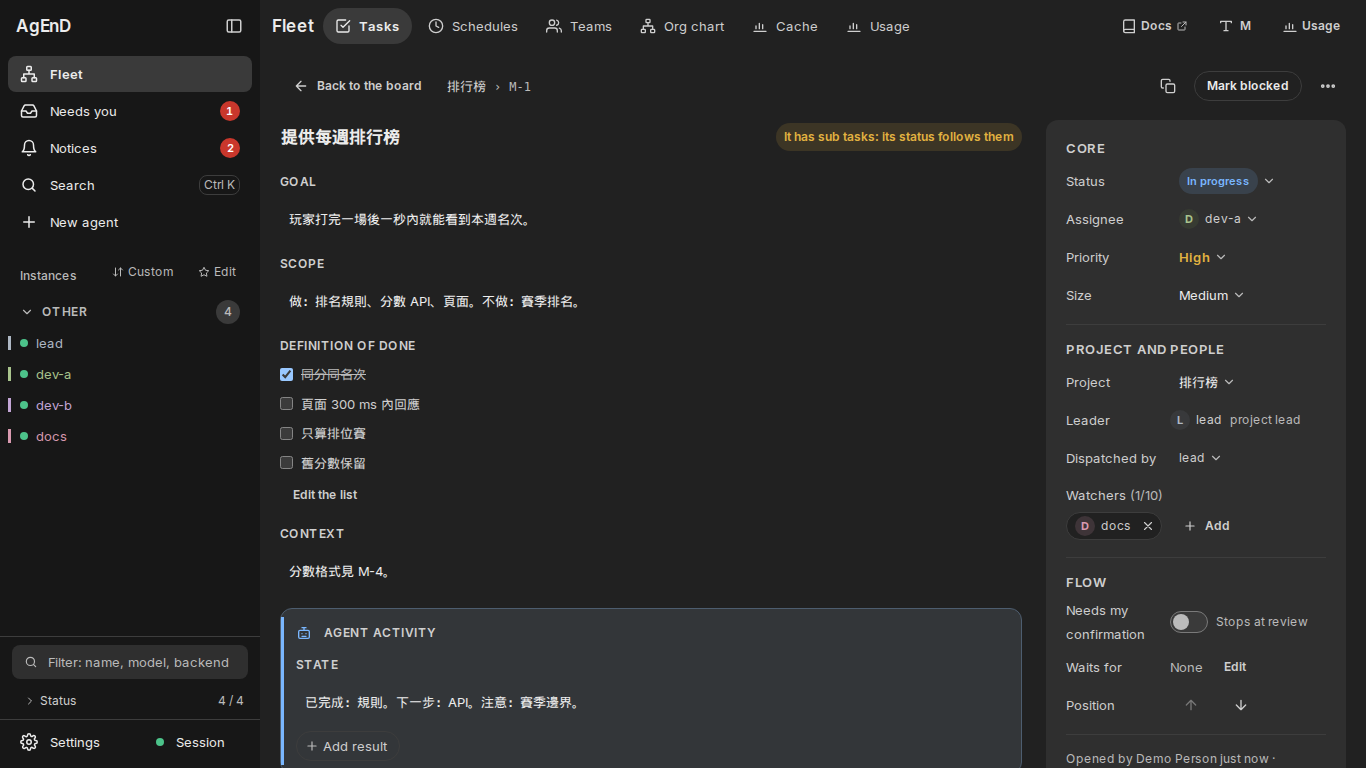 AgEnD
Fleet
Needs you 1
Notices 2
Search Ctrl K
New agent
Instances Custom Edit
OTHER 4
lead
dev-a
dev-b
docs
Filter: name, model, backend
Status 4 / 4
Settings Session
Fleet Tasks Schedules Teams Org chart Cache Usage Docs M Usage
Back to the board 排行榜 › M-1 Mark blocked
提供每週排行榜 It has sub tasks: its status follows them
GOAL
玩家打完一場後一秒內就能看到本週名次。
SCOPE
做：排名規則、分數 API、頁面。不做：賽季排名。
DEFINITION OF DONE
同分同名次
頁面 300 ms 內回應
只算排位賽
舊分數保留
Edit the list
CONTEXT
分數格式見 M-4。
AGENT ACTIVITY
STATE
已完成：規則。下一步：API。注意：賽季邊界。
Add result
CORE
Status In progress
Assignee D dev-a
Priority High
Size Medium
PROJECT AND PEOPLE
Project 排行榜
Leader L lead project lead
Dispatched by lead
Watchers (1/10)
D docs Add
FLOW
Needs my
confirmation Stops at review
Waits for None Edit
Position
Opened by Demo Person just now ·